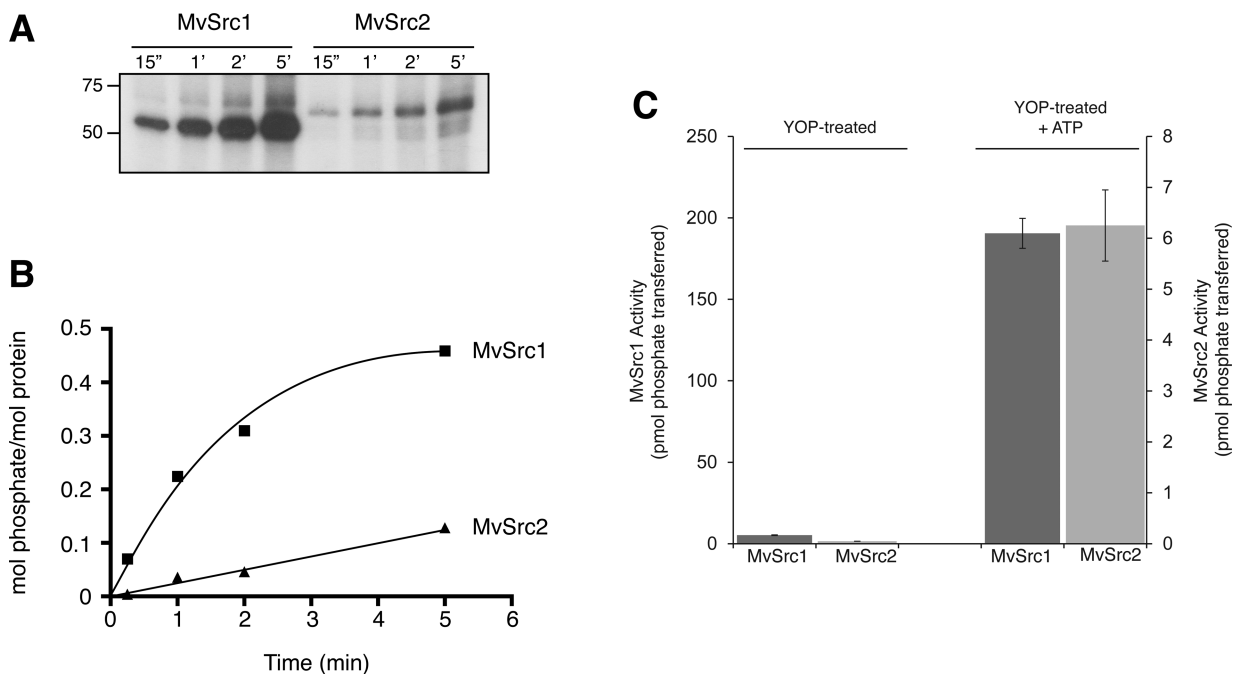 A
MvSrc1
MvSrc2
15” 1’ 2’ 5’ 15” 1’ 2’ 5’
75
50
B
mol phosphate/mol protein
0.5
0.4
0.3
0.2
0.1
0
0 1 2 3 4 5 6
Time (min)
MvSrc1
MvSrc2
C
MvSrc1 Activity
(pmol phosphate transferred)
250
200
150
100
50
0
YOP-treated
YOP-treated
+ ATP
MvSrc1
MvSrc2
MvSrc1
MvSrc2
8
7
6
5
4
3
2
1
0
MvSrc2 Activity
(pmol phosphate transferred)